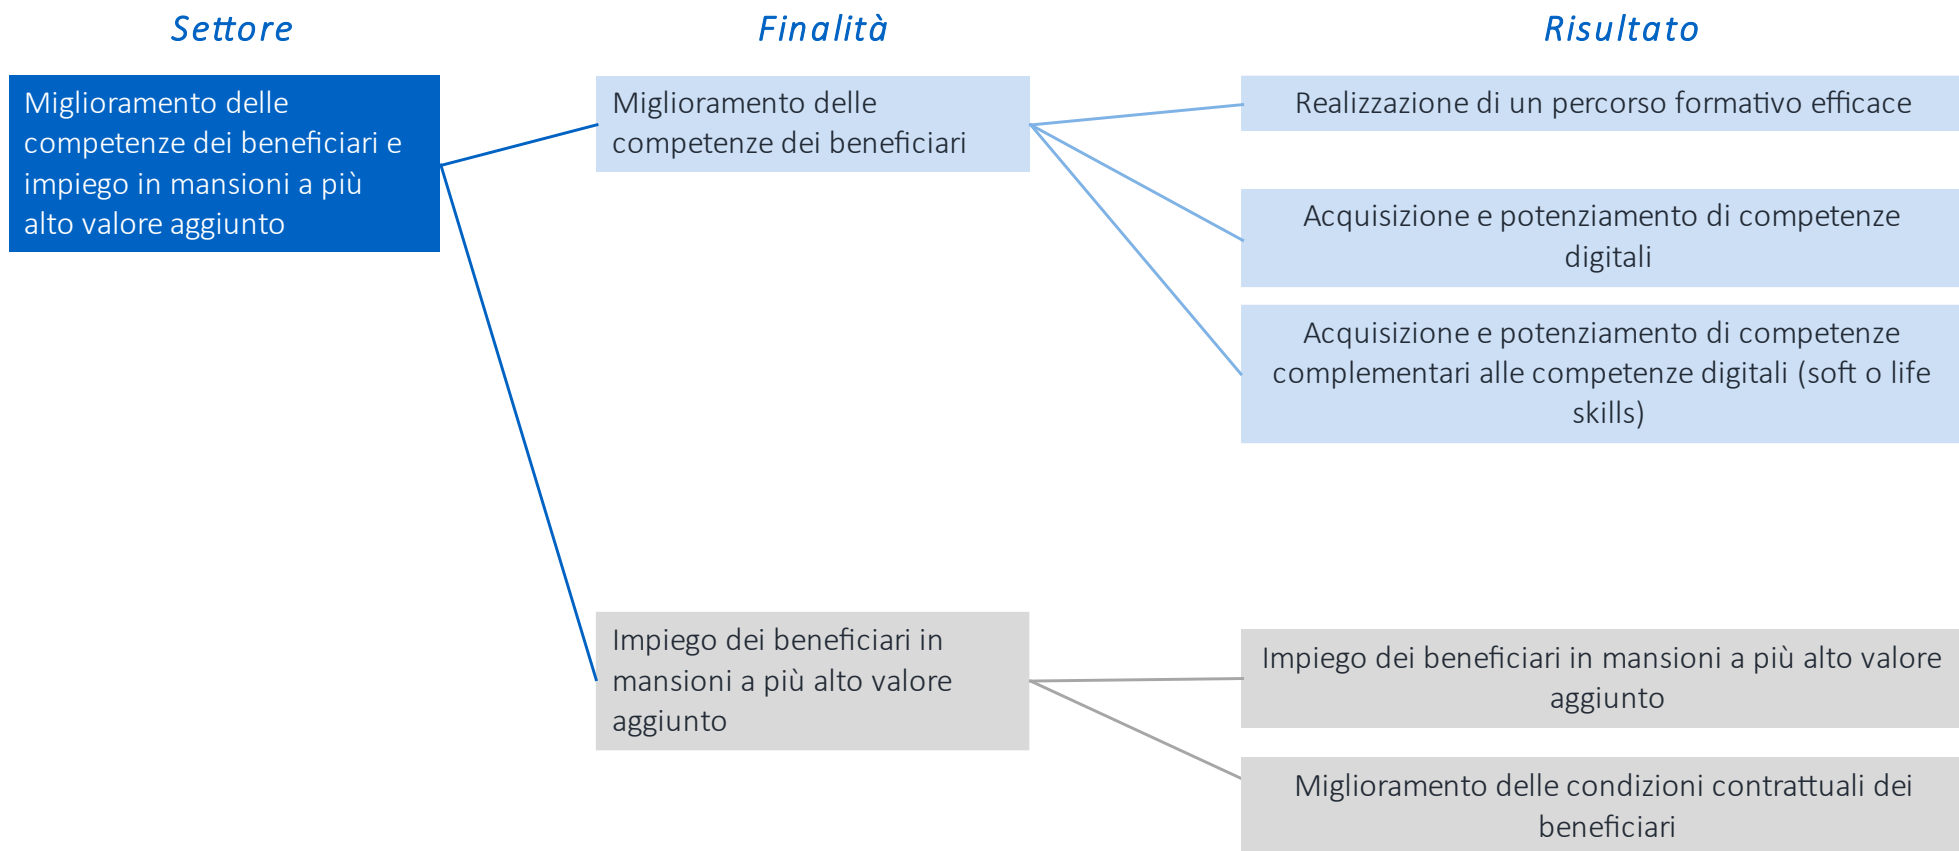 Settore
Finalità
Risultato
Miglioramento delle
competenze dei beneficiari e
impiego in mansioni a più
alto valore aggiunto
Miglioramento delle
competenze dei beneficiari
Realizzazione di un percorso formativo efficace
Acquisizione e potenziamento di competenze
digitali
Acquisizione e potenziamento di competenze
complementari alle competenze digitali (soft o life
skills)
Impiego dei beneficiari in
mansioni a più alto valore
aggiunto
Impiego dei beneficiari in mansioni a più alto valore
aggiunto
Miglioramento delle condizioni contrattuali dei
beneficiari